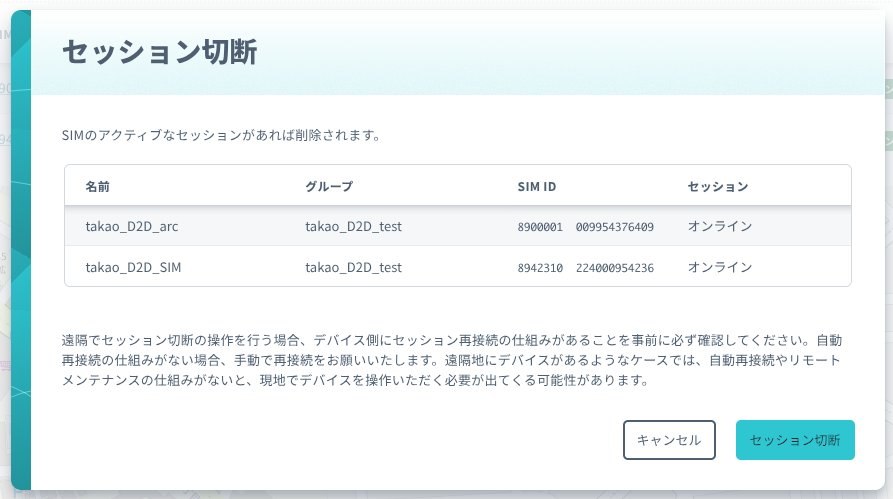 セッション切断
SIMのアクティブなセッションがあれば削除されます。
名前 グループ SIM ID セッション
takao_D2D_arc takao_D2D_test 8900001 009954376409 オンライン
takao_D2D_SIM takao_D2D_test 8942310 224000954236 オンライン
遠隔でセッション切断の操作を行う場合、デバイス側にセッション再接続の仕組みがあることを事前に必ず確認してください。自動
再接続の仕組みがない場合、手動で再接続をお願いいたします。遠隔地にデバイスがあるようなケースでは、自動再接続やリモート
メンテナンスの仕組みがないと、現地でデバイスを操作いただく必要が出てくる可能性があります。
キャンセル セッション切断